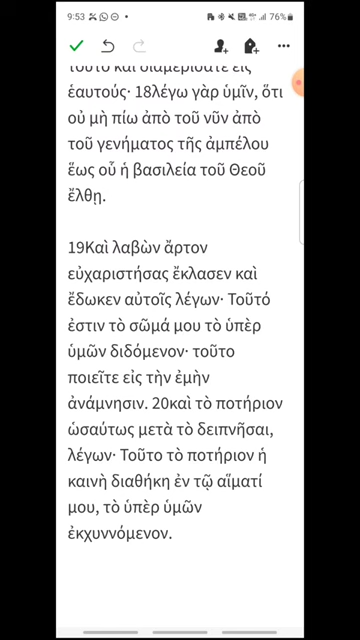 9:53
76%
τοῦτο καὶ διαμερίσατε εἰς
ἑαυτούς· 18λέγω γὰρ ὑμῖν, ὅτι
οὐ μὴ πίω ἀπὸ τοῦ νῦν ἀπὸ
τοῦ γενήματος τῆς ἀμπέλου
ἕως οὗ ἡ βασιλεία τοῦ Θεοῦ
ἔλθῃ.
19Καὶ λαβὼν ἄρτον
εὐχαριστήσας ἔκλασεν καὶ
ἔδωκεν αὐτοῖς λέγων· Τοῦτό
ἐστιν τὸ σῶμά μου τὸ ὑπὲρ
ὑμῶν διδόμενον· τοῦτο
ποιεῖτε εἰς τὴν ἐμὴν
ἀνάμνησιν. 20καὶ τὸ ποτήριον
ὡσαύτως μετὰ τὸ δειπνῆσαι,
λέγων· Τοῦτο τὸ ποτήριον ἡ
καινὴ διαθήκη ἐν τῷ αἵματί
μου, τὸ ὑπὲρ ὑμῶν
ἐκχυννόμενον.